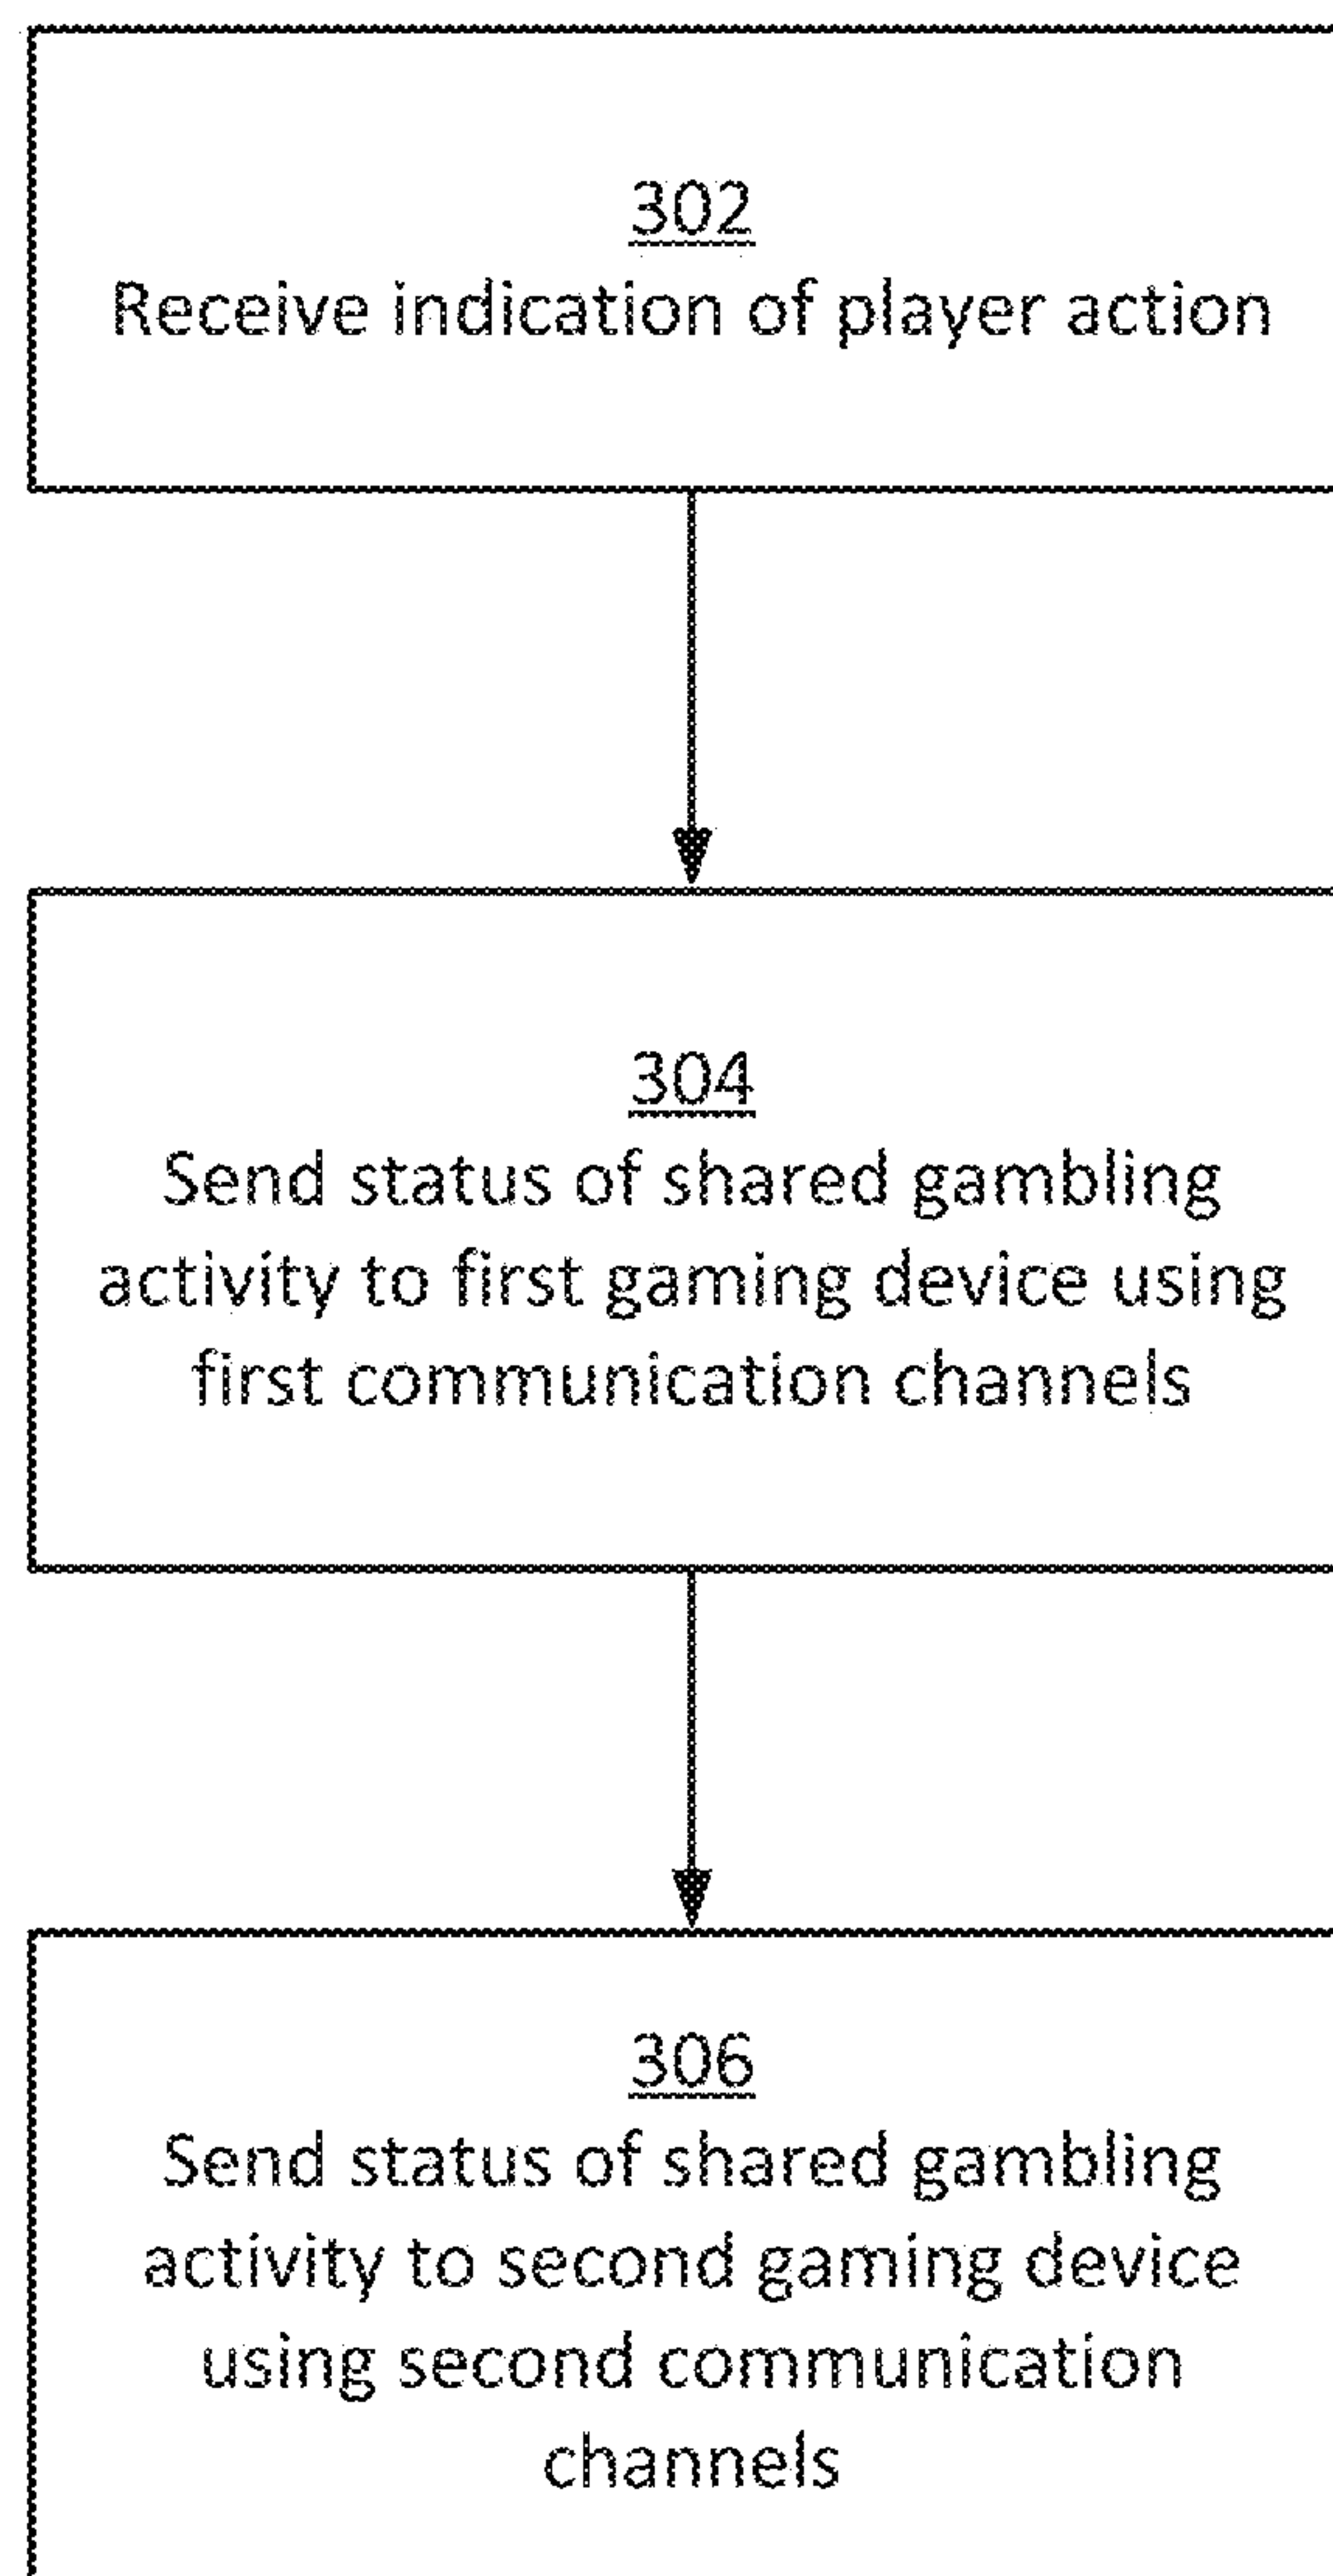 302
Receive indication of player action
304
Send status of shared gambling
activity to first gaming device using
first communication channels
306
Send status of shared gambling
activity to second gaming device
using second communication
channels